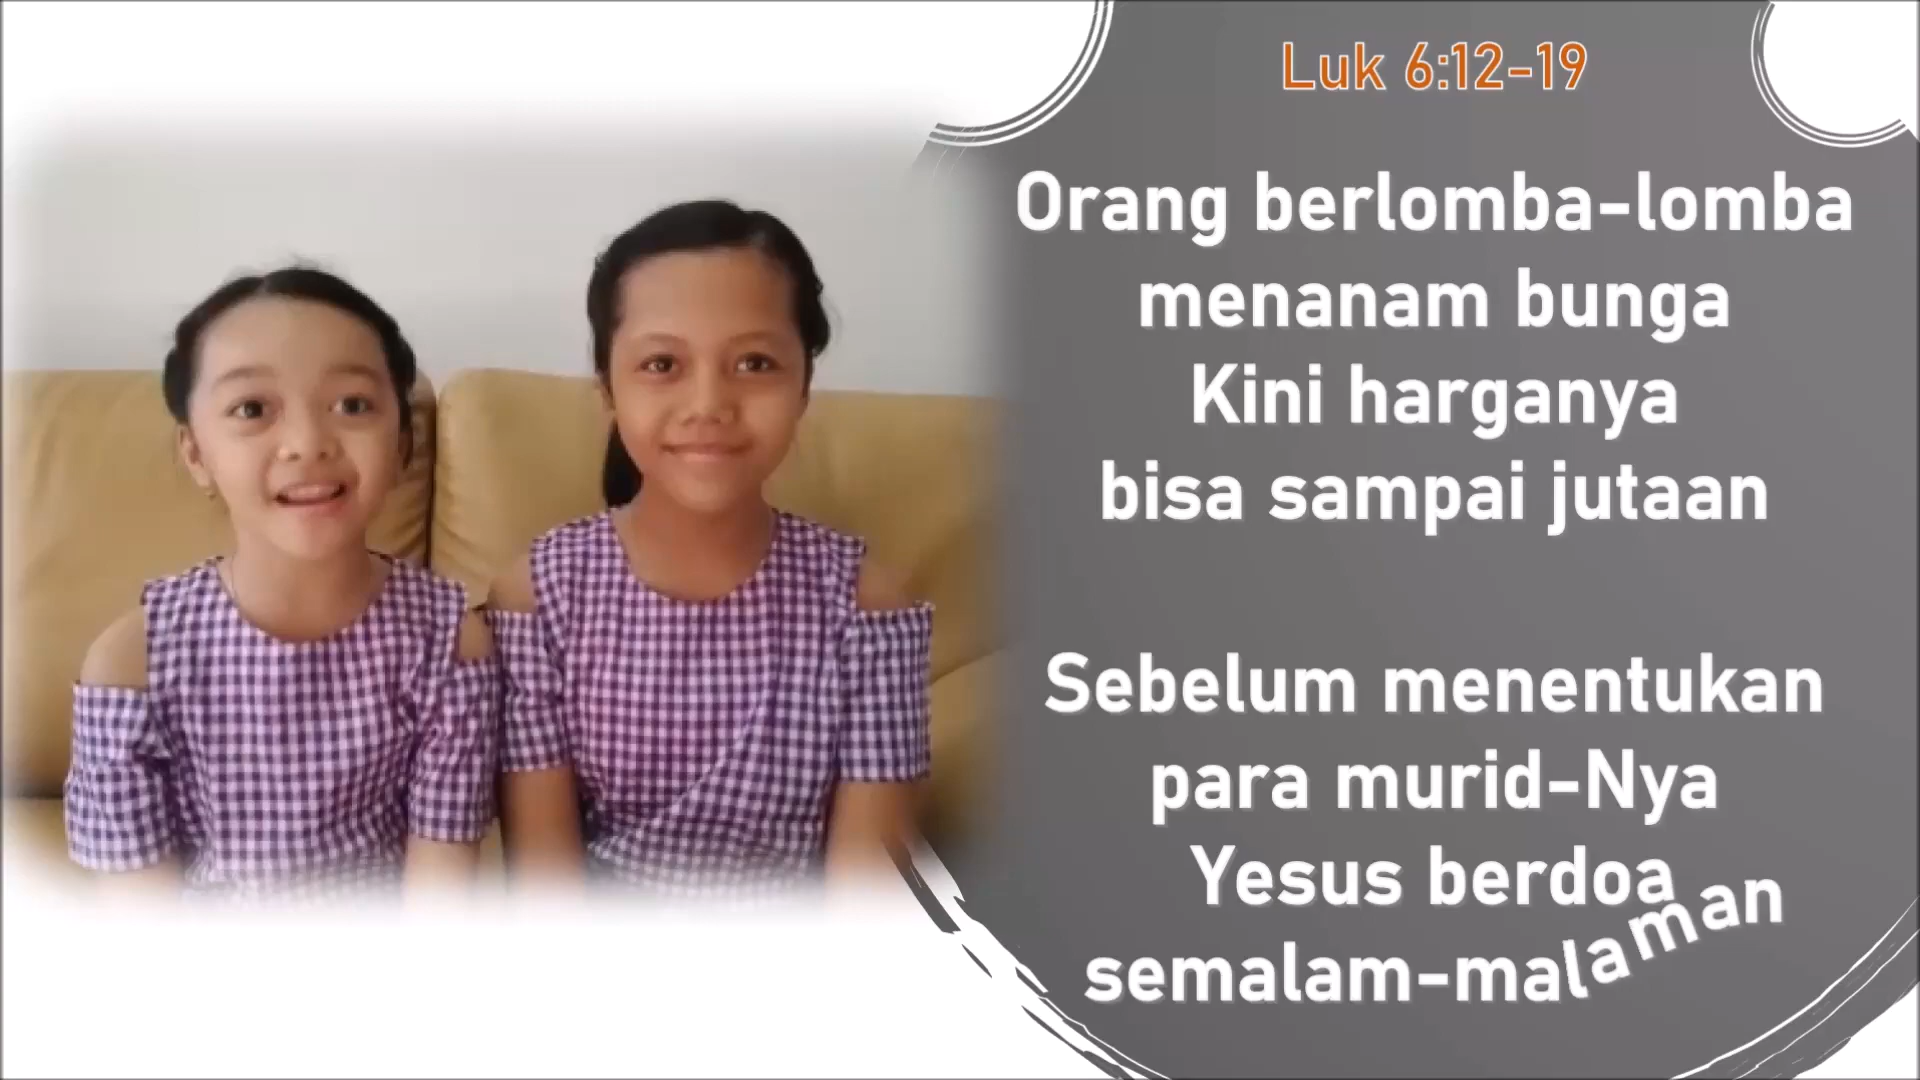 Luk 6:12-19
Orang berlomba-lomba
menanam bunga
Kini harganya
bisa sampai jutaan
Sebelum menentukan
para murid-Nya
Yesus berdoa
semalam-malaman